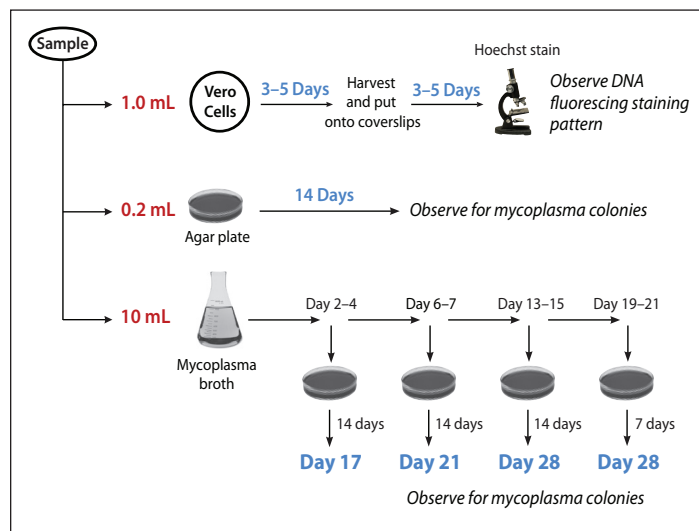 Sample
1.0 mL
Vero
Cells
3–5 Days
Harvest
and put
onto coverslips
3–5 Days
Hoechst stain
Observe DNA
fluorescing staining
pattern
0.2 mL
Agar plate
14 Days
Observe for mycoplasma colonies
10 mL
Mycoplasma
broth
Day 2–4
Day 6–7
Day 13–15
Day 19–21
14 days
14 days
14 days
7 days
Day 17
Day 21
Day 28
Day 28
Observe for mycoplasma colonies